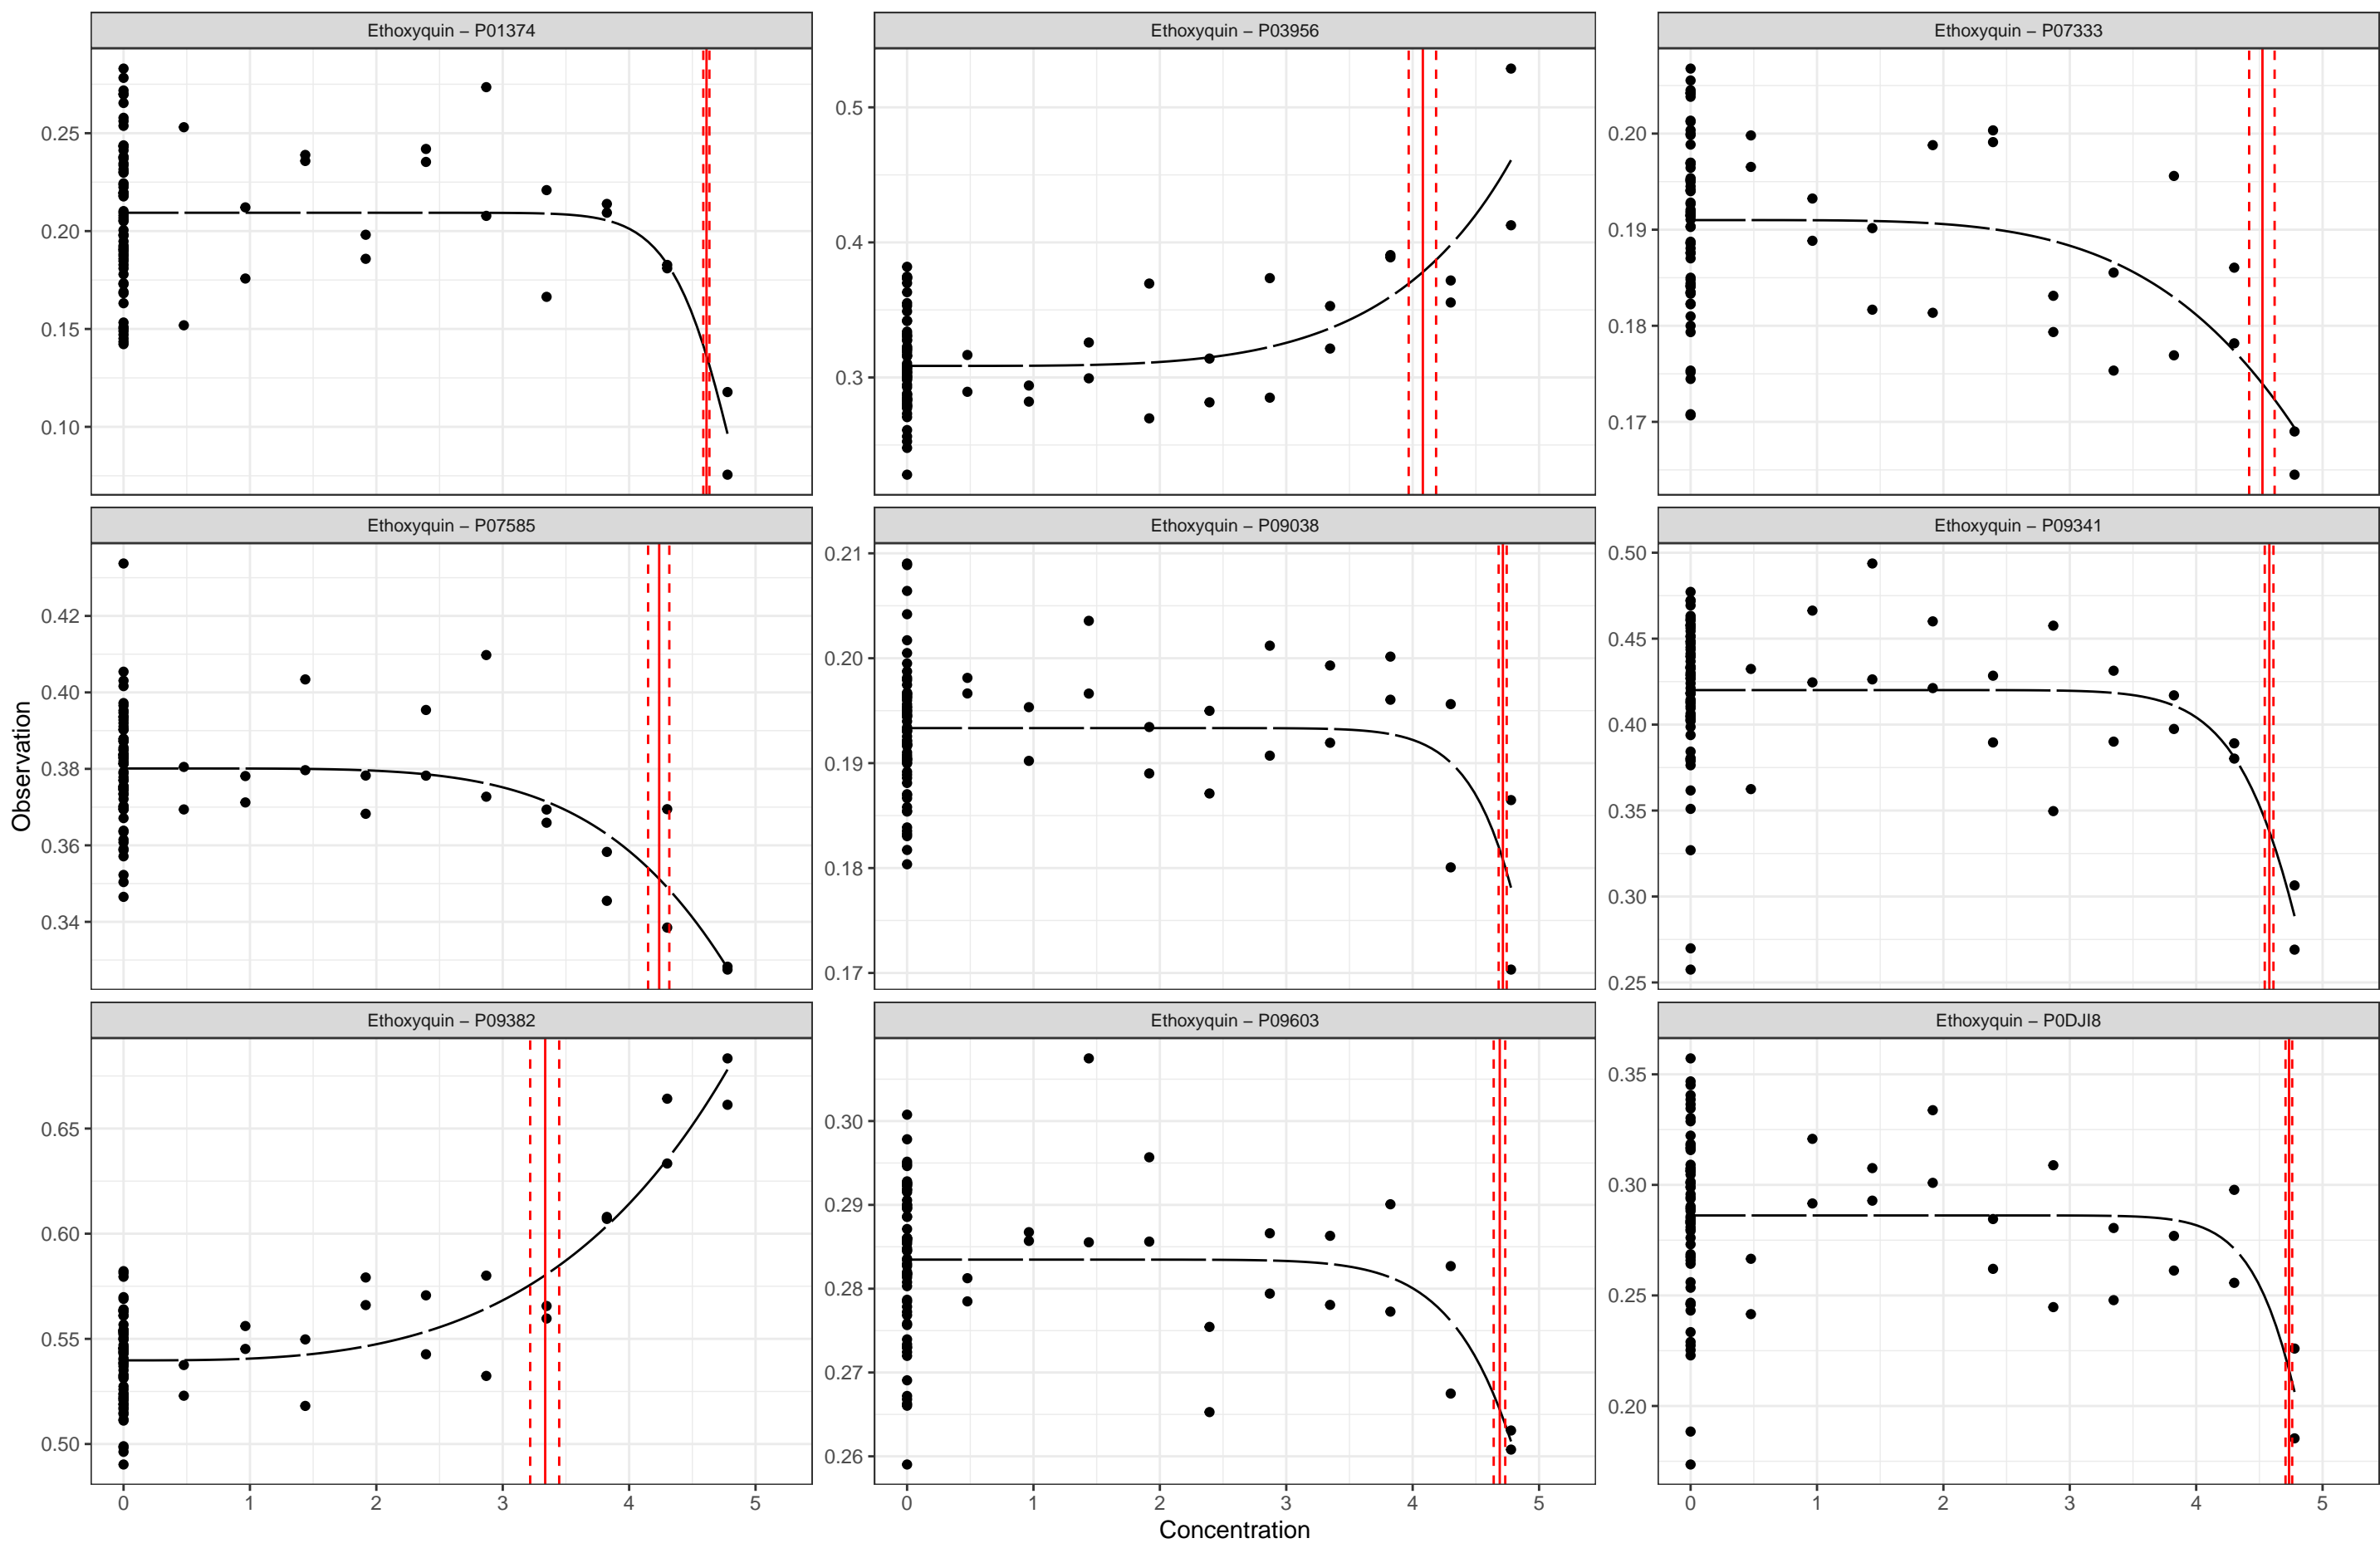 Ethoxyquin – P01374
Ethoxyquin – P03956
Ethoxyquin – P07333
0.25
0.20
0.15
0.10
0.5
0.4
0.3
0.20
0.19
0.18
0.17
Ethoxyquin – P07585
Ethoxyquin – P09038
Ethoxyquin – P09341
0.42
0.40
0.38
0.36
0.34
0.21
0.20
0.19
0.18
0.17
0.50
0.45
0.40
0.35
0.30
0.25
Observation
Ethoxyquin – P09382
Ethoxyquin – P09603
Ethoxyquin – P0DJI8
0.65
0.60
0.55
0.50
0.30
0.29
0.28
0.27
0.26
0.35
0.30
0.25
0.20
0 1 2 3 4 5
0 1 2 3 4 5
0 1 2 3 4 5
Concentration